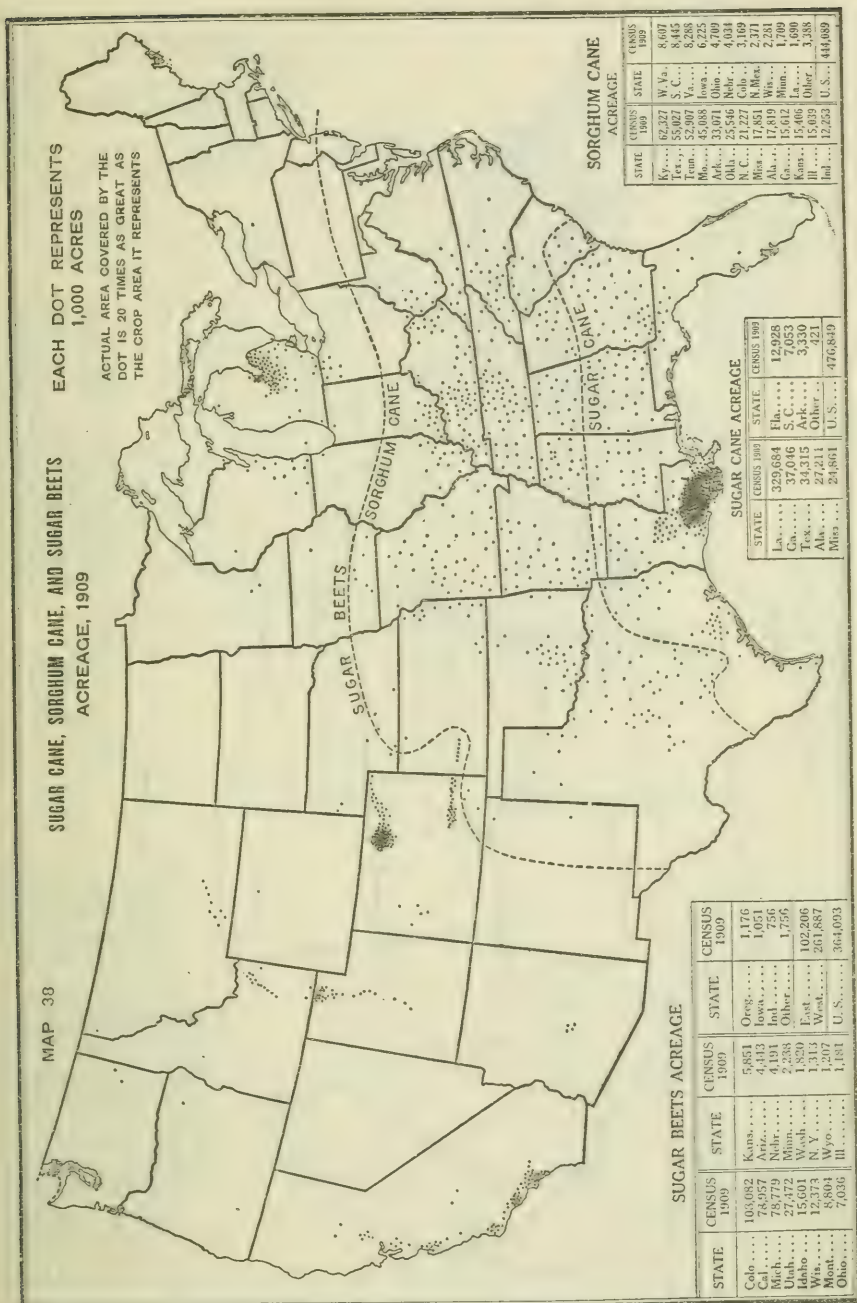 MAP 38
SUGAR CANE, SORGHUM CANE, AND SUGAR BEETS
ACREAGE, 1909
EACH DOT REPRESENTS
1,000 ACRES
ACTUAL AREA COVERED BY THE
DOT IS 20 TIMES AS GREAT AS
THE CROP AREA IT REPRESENTS
SUGAR BEETS
SORGHUM CANE
SUGAR CANE
SUGAR BEETS ACREAGE
STATE CENSUS 1909 STATE CENSUS 1909 STATE CENSUS 1909
Colo..... 108,082 Kans..... 5,851 Oreg..... 1,176
Cal..... 78,957 Ariz..... 4,443 Iowa..... 1,051
Mich.... 78,779 Nebr..... 4,191 Ind..... 756
Utah.... 27,472 Minn.... 2,238 Other.... 1,756
Idaho.... 15,601 Wash.... 1,820 East..... 102,206
Wis..... 12,373 N. Y..... 1,313 West.... 261,887
Mont.... 8,804 Wyo..... 1,207
Ohio..... 7,036 Ill..... 1,181 U. S..... 364,093
SUGAR CANE ACREAGE
STATE CENSUS 1909 STATE CENSUS 1909
La..... 329,684 Fla..... 12,928
Ga..... 37,046 S. C.... 7,053
Tex..... 34,315 Ark.... 3,330
Ala..... 27,211 Other.. 421
Miss ... 24,861 U. S.... 476,849
SORGHUM CANE
ACREAGE
STATE CENSUS 1909 STATE CENSUS 1909
Ky.... 62,327 W. Va.. 8,607
Tex... 55,027 S. C... 8,445
Tenn.. 52,907 Va.... 8,288
Mo.... 45,088 Iowa... 6,225
Ark... 33,071 Ohio... 4,709
Okla.. 25,546 Nebr... 4,034
N. C.. 21,227 Colo... 3,169
Miss .. 17,851 N. Mex. 2,371
Ala... 17,819 Wis.... 2,281
Ga.... 15,612 Minn... 1,709
Kans.. 15,406 La.... 1,690
Ill .... 15,039 Other.. 3,388
Ind ... 12,253 U. S... 444,089